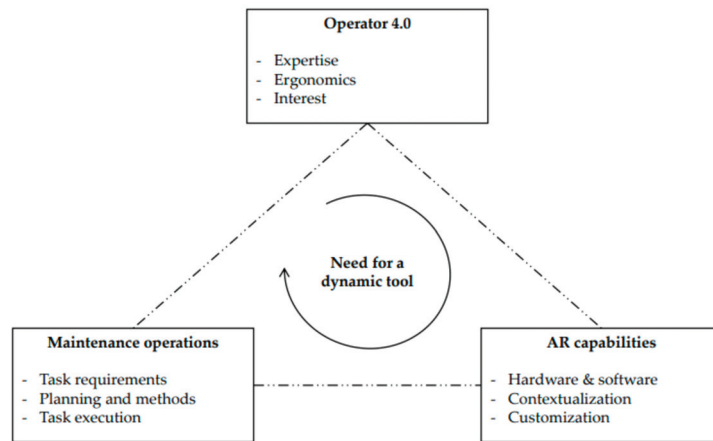 Operator 4.0
- Expertise
- Ergonomics
- Interest
Need for a
dynamic tool
Maintenance operations
- Task requirements
- Planning and methods
- Task execution
AR capabilities
- Hardware & software
- Contextualization
- Customization